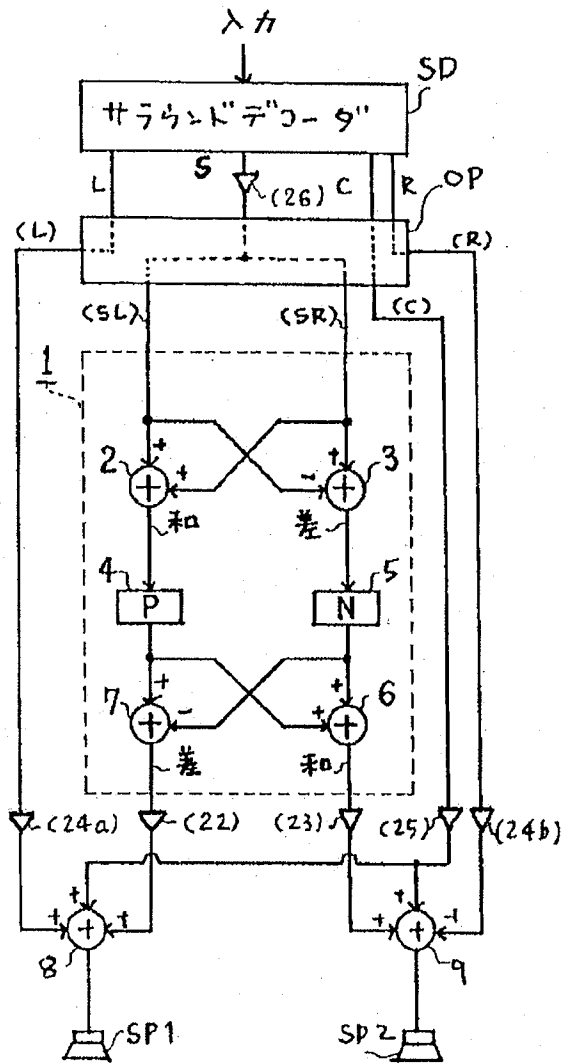 入力
SD
サラウンドデコーダ
L
S
(26)
C
R
OP
(L)
(R)
(SL)
(SR)
(C)
1
+
+
2
-
+
3
和
差
4
P
5
N
+
-
7
+
+
6
差
和
(24a)
(22)
(23)
(25)
(24b)
+
+
+
+
8
+
+
+
+
9
SP1
SP2